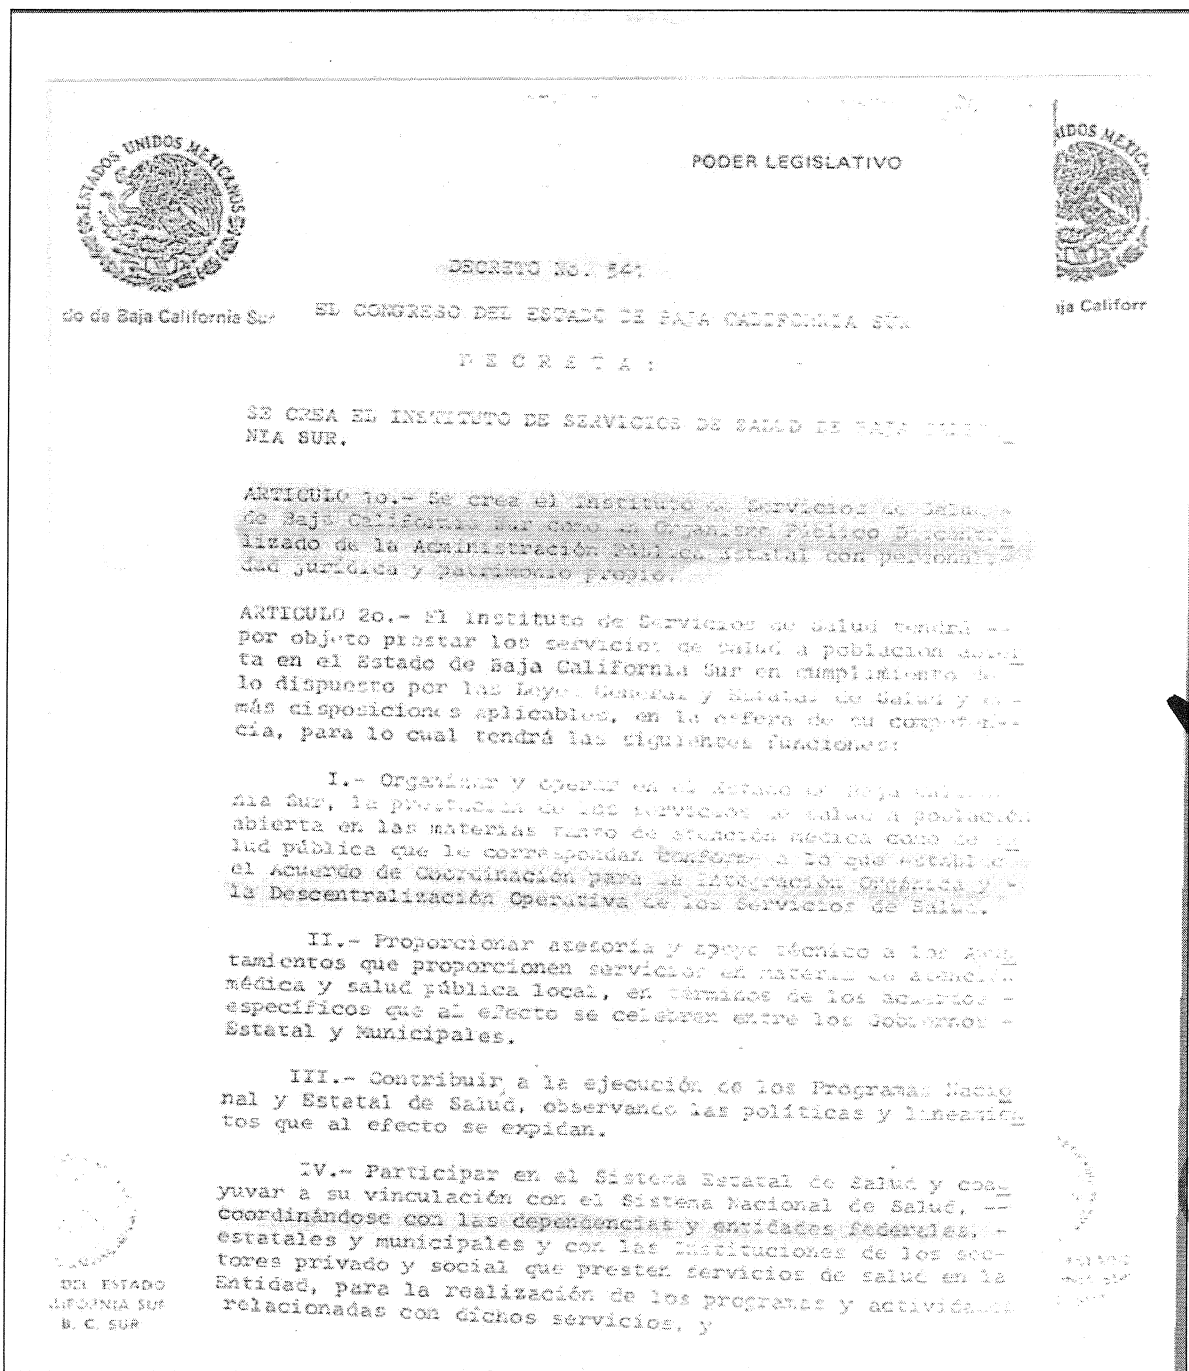 ESTADOS UNIDOS MEXICANOS
IDOS MEXICA
PODER LEGISLATIVO
DECRETO No. 541
do de Baja California Sur
ja Californ
EL CONGRESO DEL ESTADO DE BAJA CALIFORNIA SUR
D E C R E T A :
SE CREA EL INSTITUTO DE SERVICIOS DE SALUD DE BAJA
NIA SUR.
ARTICULO 1o.- Se crea el Instituto de Servicios de Salud -
de Baja California Sur como un Organismo Público Descentra
lizado de la Administración Pública Estatal con personali-
dad jurídica y patrimonio propio.
ARTICULO 2o.- El Instituto de Servicios de Salud tendrá --
por objeto prestar los servicios de salud a población abier
ta en el Estado de Baja California Sur en cumplimiento de
lo dispuesto por las Leyes General y Estatal de Salud y de-
más disposiciones aplicables, en la esfera de su competen--
cia, para lo cual tendrá las siguientes funciones:
I.- Organizar y operar en el Estado de Baja Califor
nia Sur, la prestación de los servicios de salud a población
abierta en las materias tanto de atención médica como de sa
lud pública que le correspondan conforme a lo que establece
el Acuerdo de Coordinación para la Integración Orgánica y -
la Descentralización Operativa de los Servicios de Salud.
II.- Proporcionar asesoría y apoyo técnico a los Ayun
tamientos que proporcionen servicios en materia de atención
médica y salud pública local, en términos de los acuerdos -
específicos que al efecto se celebren entre los Gobiernos -
Estatal y Municipales.
III.- Contribuir a la ejecución de los Programas Nacio
nal y Estatal de Salud, observando las políticas y lineamien
tos que al efecto se expidan.
IV.- Participar en el Sistema Estatal de Salud y coad
yuvar a su vinculación con el Sistema Nacional de Salud, --
coordinándose con las dependencias y entidades federales, -
estatales y municipales y con las Instituciones de los sec-
tores privado y social que presten servicios de salud en la
Entidad, para la realización de los programas y actividades
relacionadas con dichos servicios, y
DEL ESTADO
LIFORNIA SUR
B. C. SUR